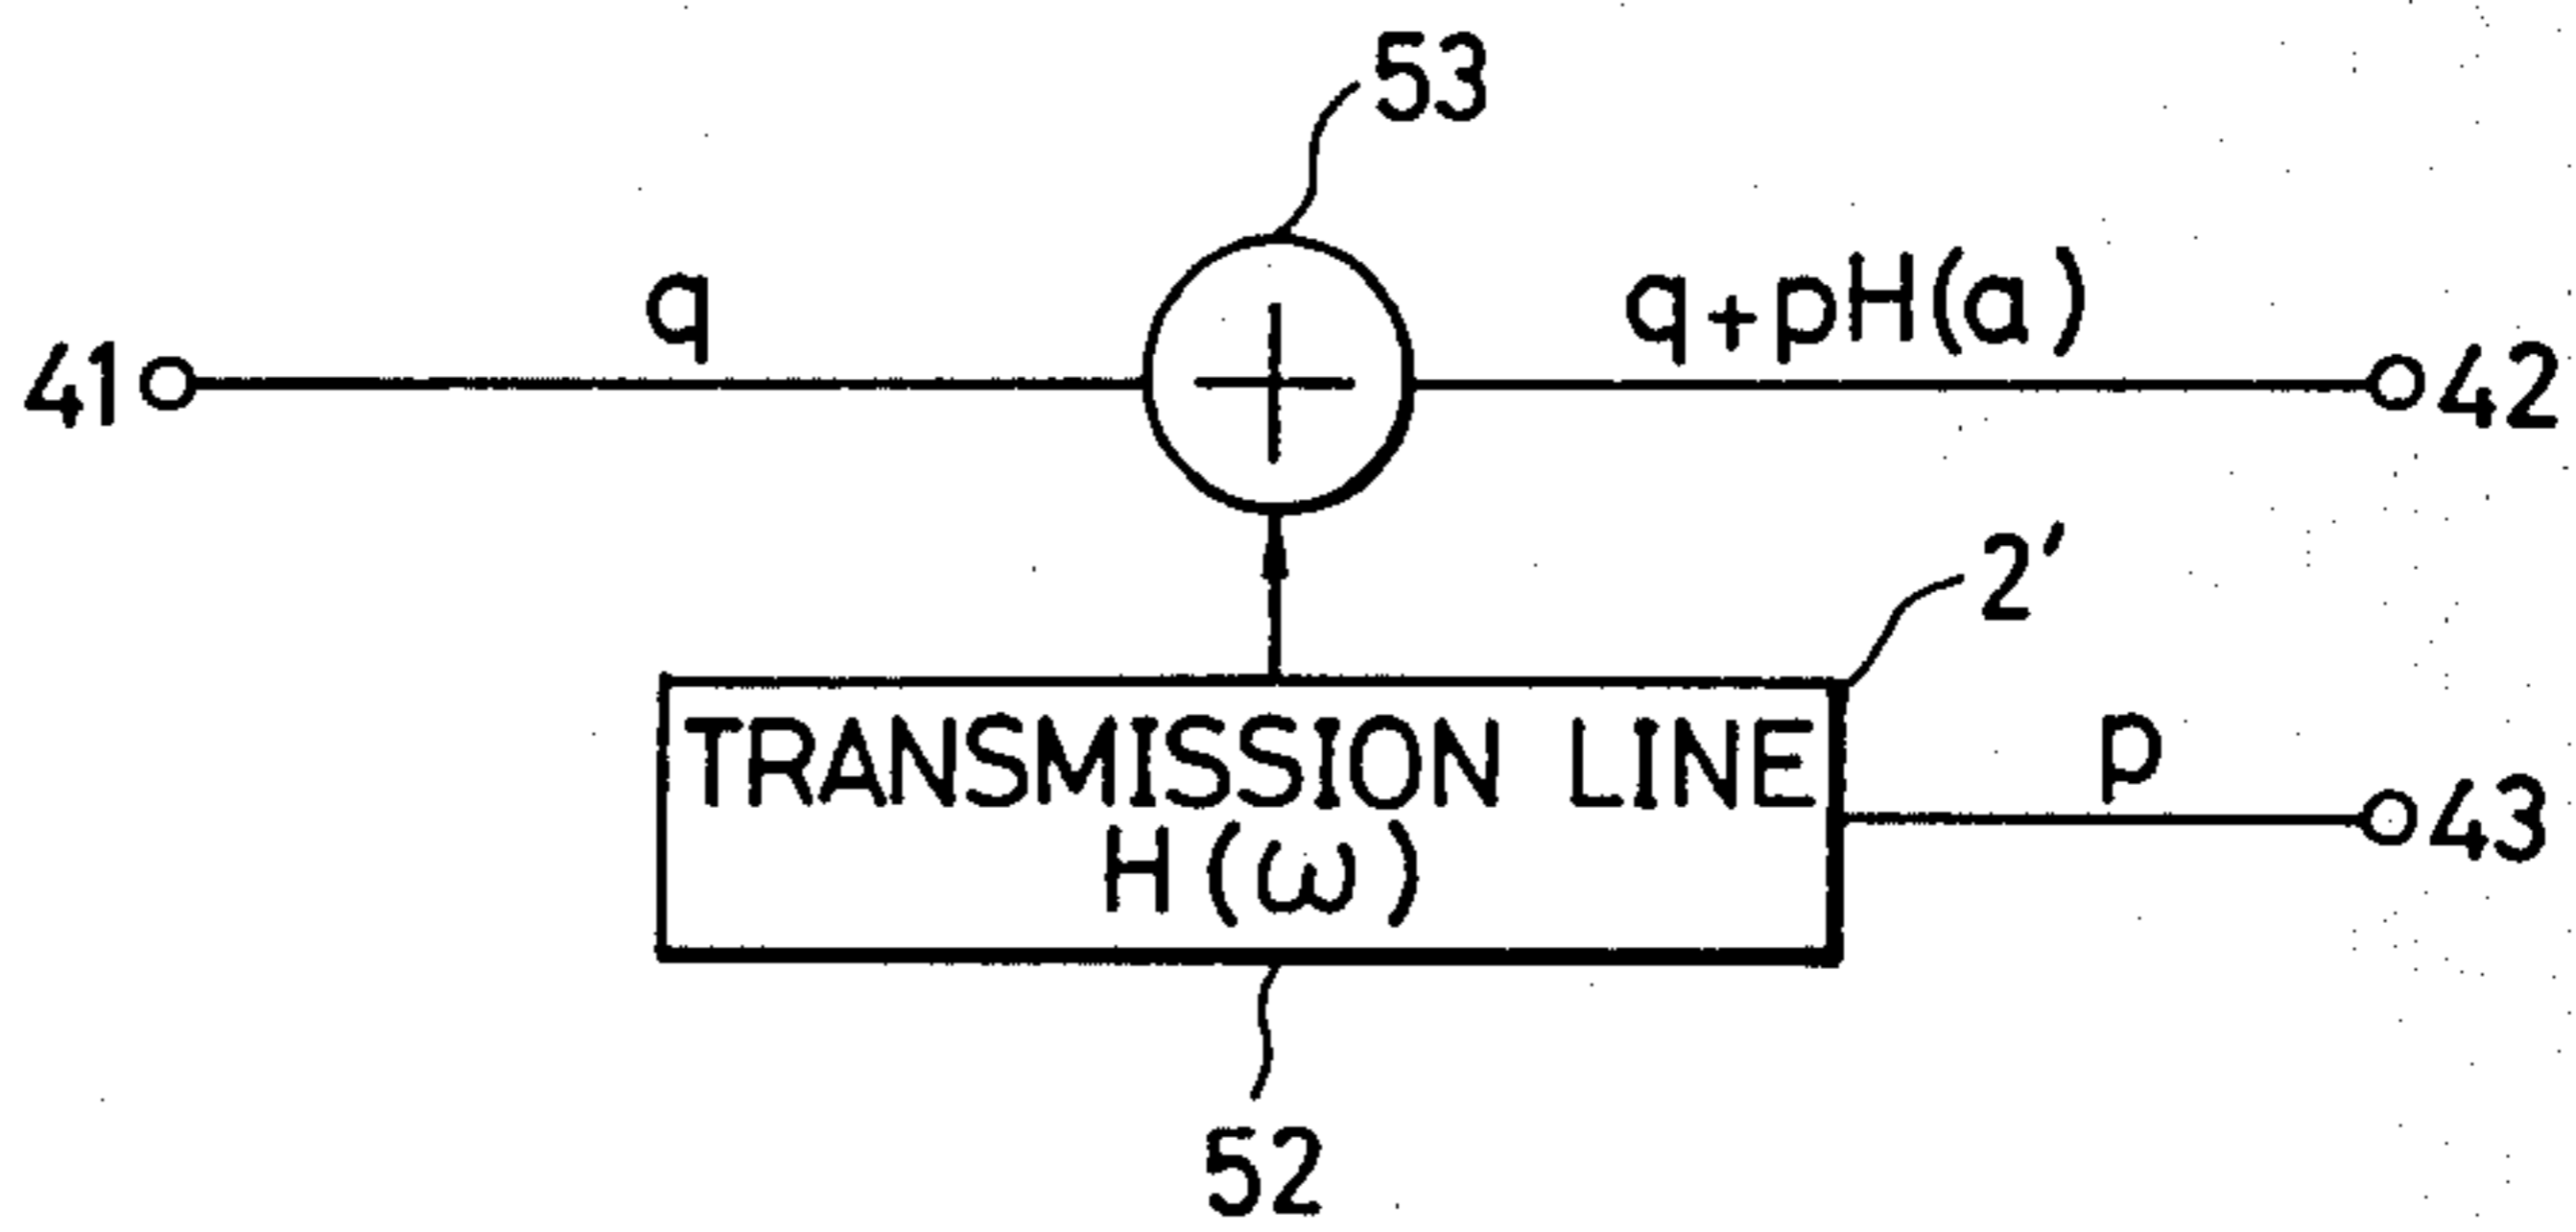 53
q
q+pH(a)
41
42
2'
TRANSMISSION LINE
H(ω)
p
43
52